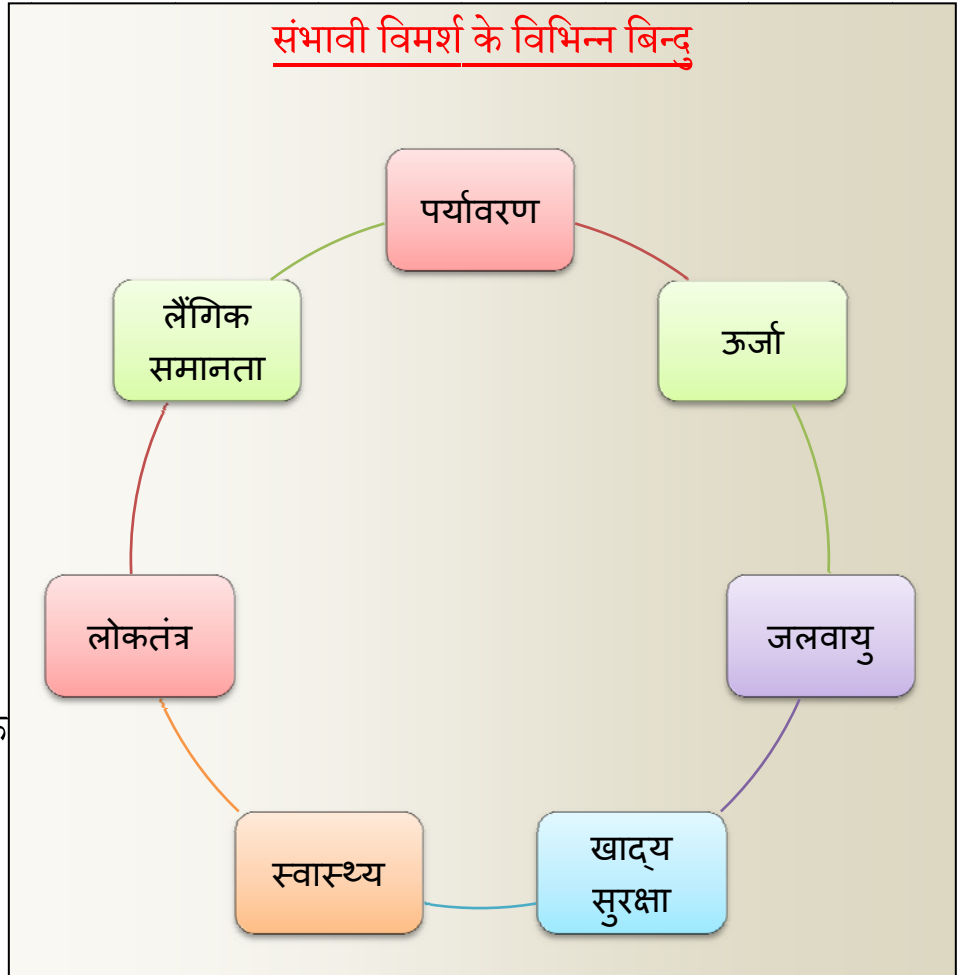 संभावी विमर्श के विभिन्न बिन्दु
पर्यावरण
ऊर्जा
जलवायु
खाद्य
सुरक्षा
स्वास्थ्य
लोकतंत्र
लैंगिक
समानता